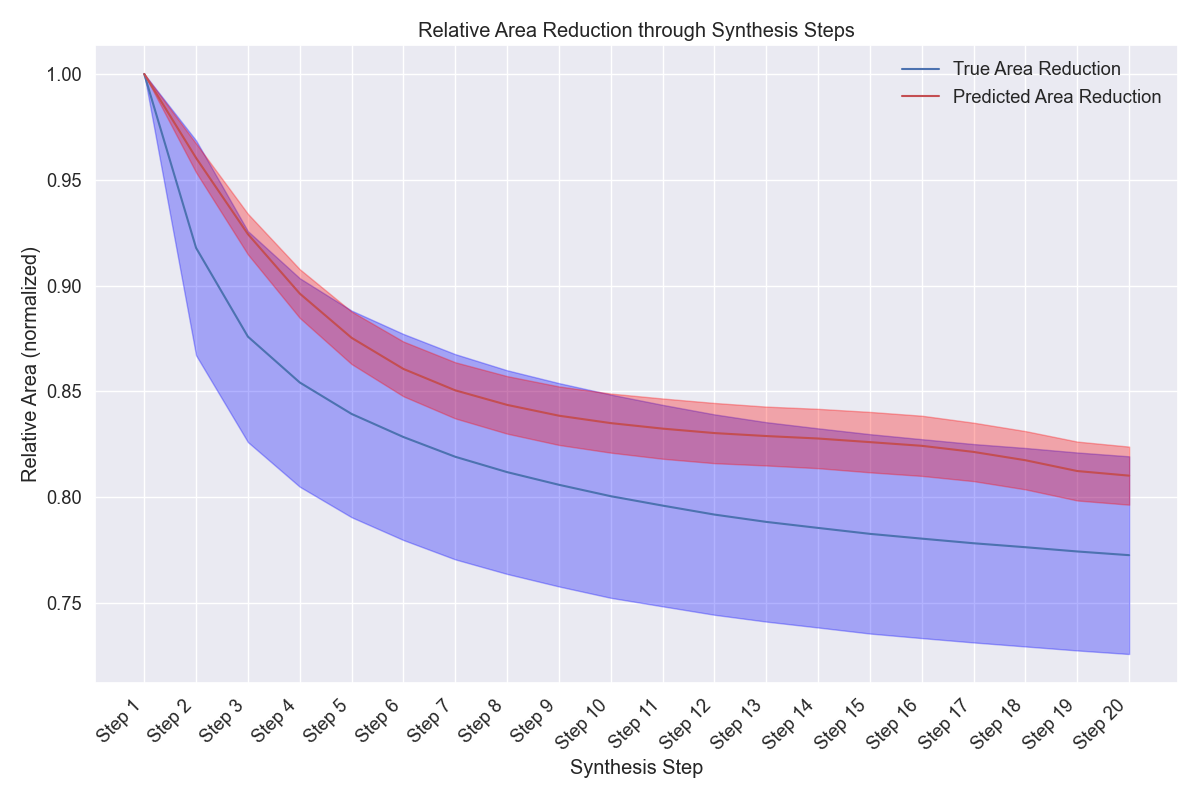 Relative Area Reduction through Synthesis Steps
True Area Reduction
Predicted Area Reduction
Relative Area (normalized)
1.00
0.95
0.90
0.85
0.80
0.75
Step 1
Step 2
Step 3
Step 4
Step 5
Step 6
Step 7
Step 8
Step 9
Step 10
Step 11
Step 12
Step 13
Step 14
Step 15
Step 16
Step 17
Step 18
Step 19
Step 20
Synthesis Step